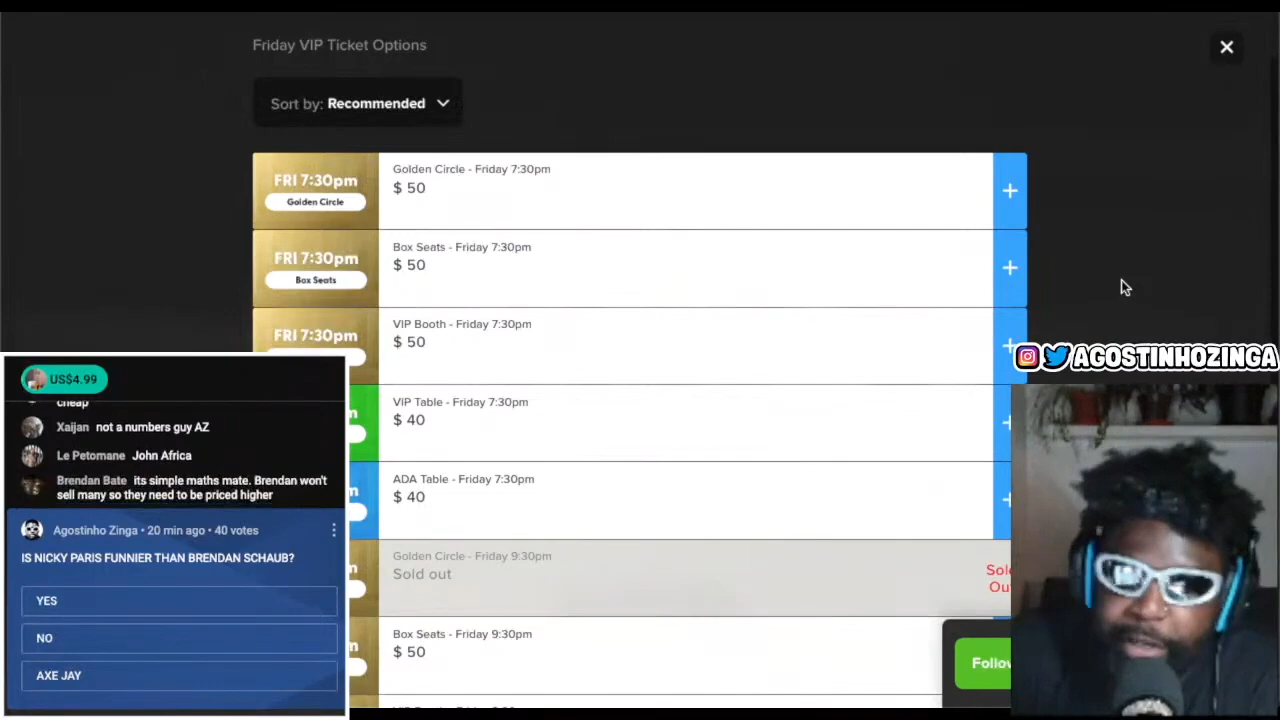 Friday VIP Ticket Options
Sort by: Recommended
FRI 7:30pm
Golden Circle
Golden Circle - Friday 7:30pm
$ 50
FRI 7:30pm
Box Seats
Box Seats - Friday 7:30pm
$ 50
FRI 7:30pm
VIP Booth - Friday 7:30pm
$ 50
VIP Table - Friday 7:30pm
$ 40
ADA Table - Friday 7:30pm
$ 40
Golden Circle - Friday 9:30pm
Sold out
Box Seats - Friday 9:30pm
$ 50
AGOSTINHOZINGA
US$4.99
cheap
Xaijan not a numbers guy AZ
Le Petomane John Africa
Brendan Bate its simple maths mate. Brendan won't
sell many so they need to be priced higher
Agostinho Zinga • 20 min ago • 40 votes
IS NICKY PARIS FUNNIER THAN BRENDAN SCHAUB?
YES
NO
AXE JAY